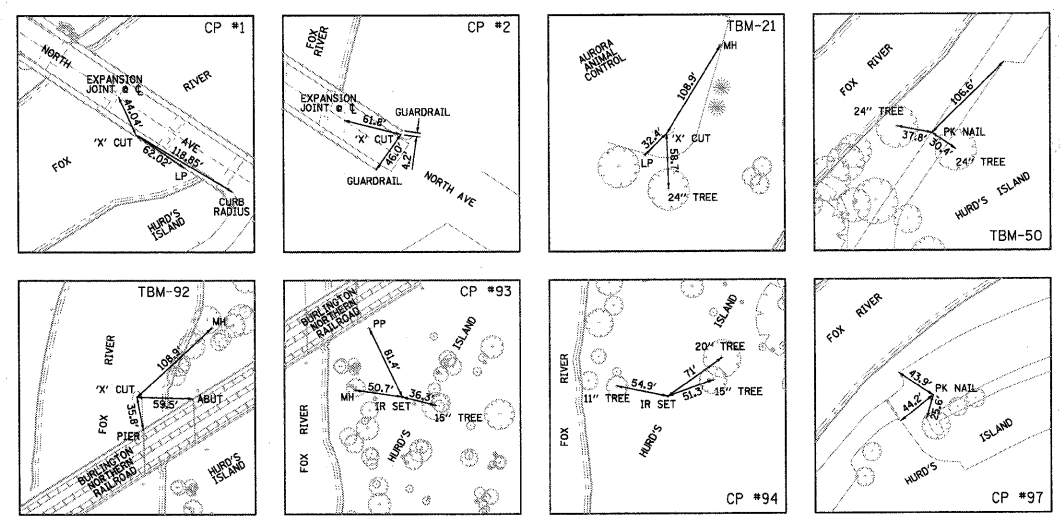 CP #1
NORTH
EXPANSION
JOINT @ ℄
RIVER
44.04'
AVE
'X' CUT
118.85'
62.02'
LP
FOX
CURB
RADIUS
HURD'S
ISLAND
CP #2
FOX
RIVER
EXPANSION
JOINT @ ℄
GUARDRAIL
61.8'
'X' CUT
46.0'
4.2'
GUARDRAIL
NORTH AVE
TBM-21
MH
AURORA
ANIMAL
CONTROL
108.9'
32.4'
'X' CUT
LP
58.7'
24'' TREE
FOX RIVER
106.6'
24'' TREE
PK NAIL
37.8'
30.4'
24'' TREE
HURD'S ISLAND
TBM-50
TBM-92
MH
RIVER
108.9'
'X' CUT
59.5'
ABUT
35.8'
FOX
PIER
BURLINGTON
NORTHERN
RAILROAD
HURD'S
ISLAND
CP #93
BURLINGTON
NORTHERN
RAILROAD
PP
ISLAND
81.4'
50.7'
36.3'
MH
IR SET
15'' TREE
RIVER
HURD'S
FOX
ISLAND
20'' TREE
RIVER
71'
54.9'
51.3'
15'' TREE
11'' TREE
IR SET
FOX
HURD'S
CP #94
FOX RIVER
43.9'
PK NAIL
44.2'
25.6'
ISLAND
HURD'S
CP #97